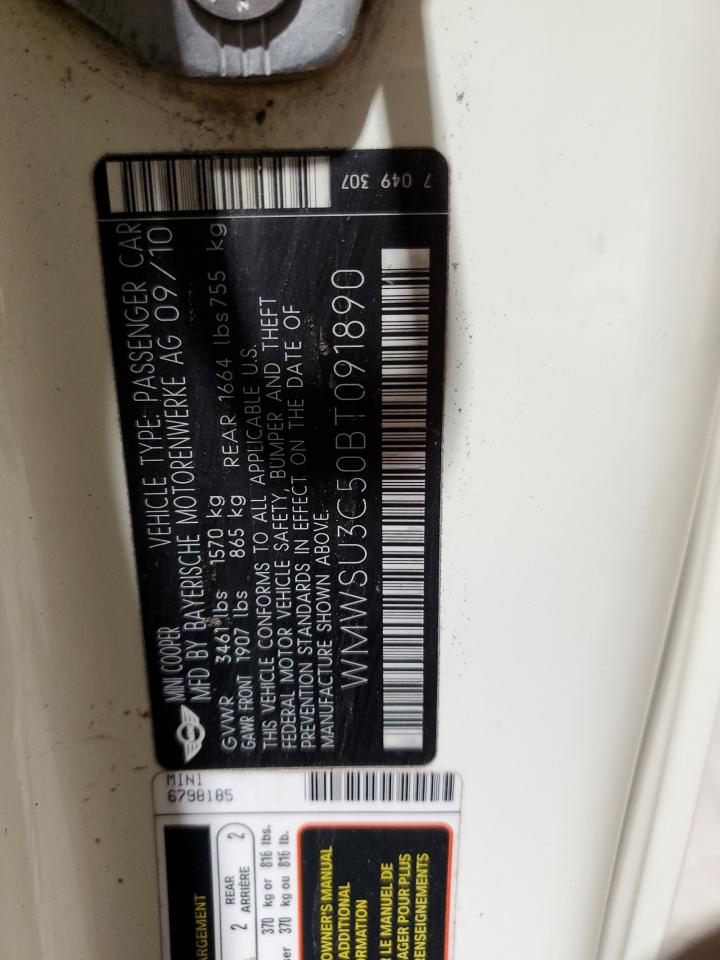 7 049 307
MINI COOPER VEHICLE TYPE: PASSENGER CAR
MFD BY BAYERISCHE MOTORENWERKE AG 09/10
GVWR 3461 lbs 1570 kg
GAWR FRONT 1907 lbs 865 kg REAR 1664 lbs 755 kg
THIS VEHICLE CONFORMS TO ALL APPLICABLE U.S.
FEDERAL MOTOR VEHICLE SAFETY, BUMPER AND THEFT
PREVENTION STANDARDS IN EFFECT ON THE DATE OF
MANUFACTURE SHOWN ABOVE.
WMWSU3C50BT091890
MINI
6798185
ARGEMENT
2 REAR 2
ARRIÈRE
370 kg or 816 lbs.
ser 370 kg ou 816 lb.
OWNER'S MANUAL
ADDITIONAL
ORMATION
R LE MANUEL DE
AGER POUR PLUS
ENSEIGNEMENTS